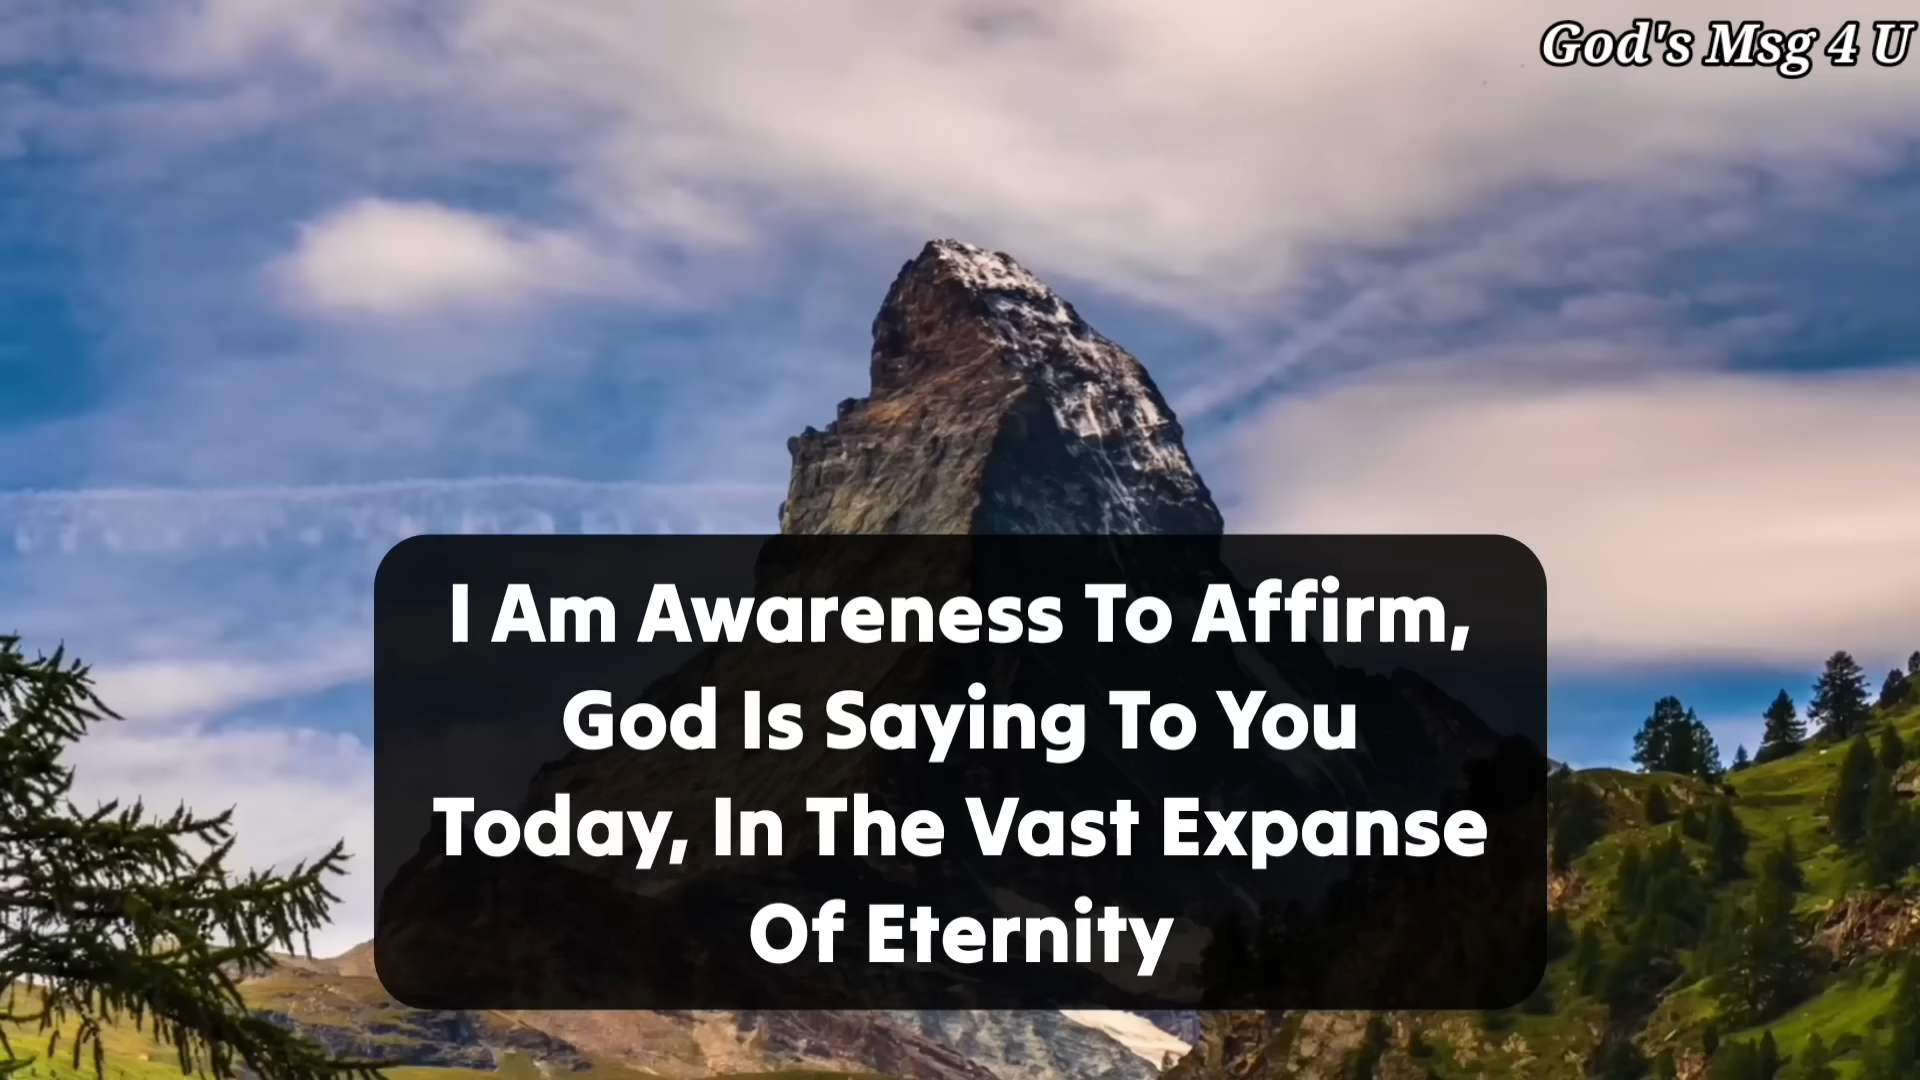 God's Msg 4 U
I Am Awareness To Affirm,
God Is Saying To You
Today, In The Vast Expanse
Of Eternity